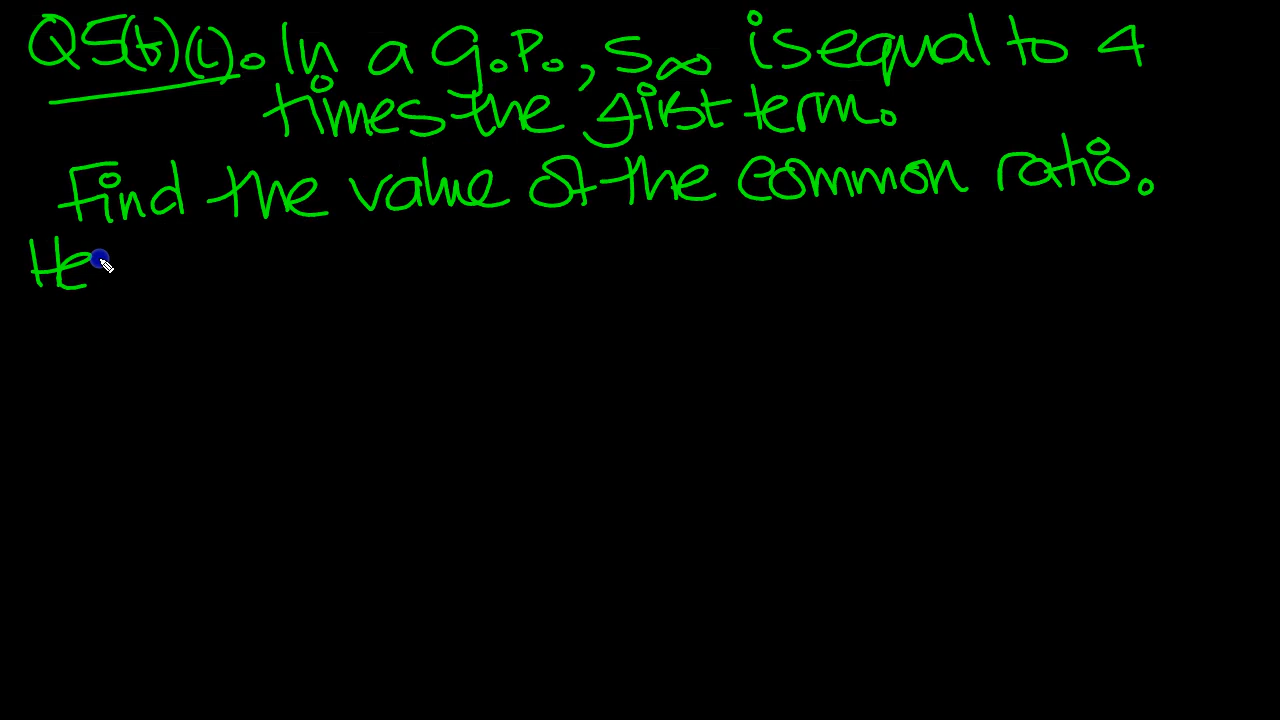 Q5(b)(i). In a G.P., S∞ is equal to 4
times the first term.
Find the value of the common ratio.
He